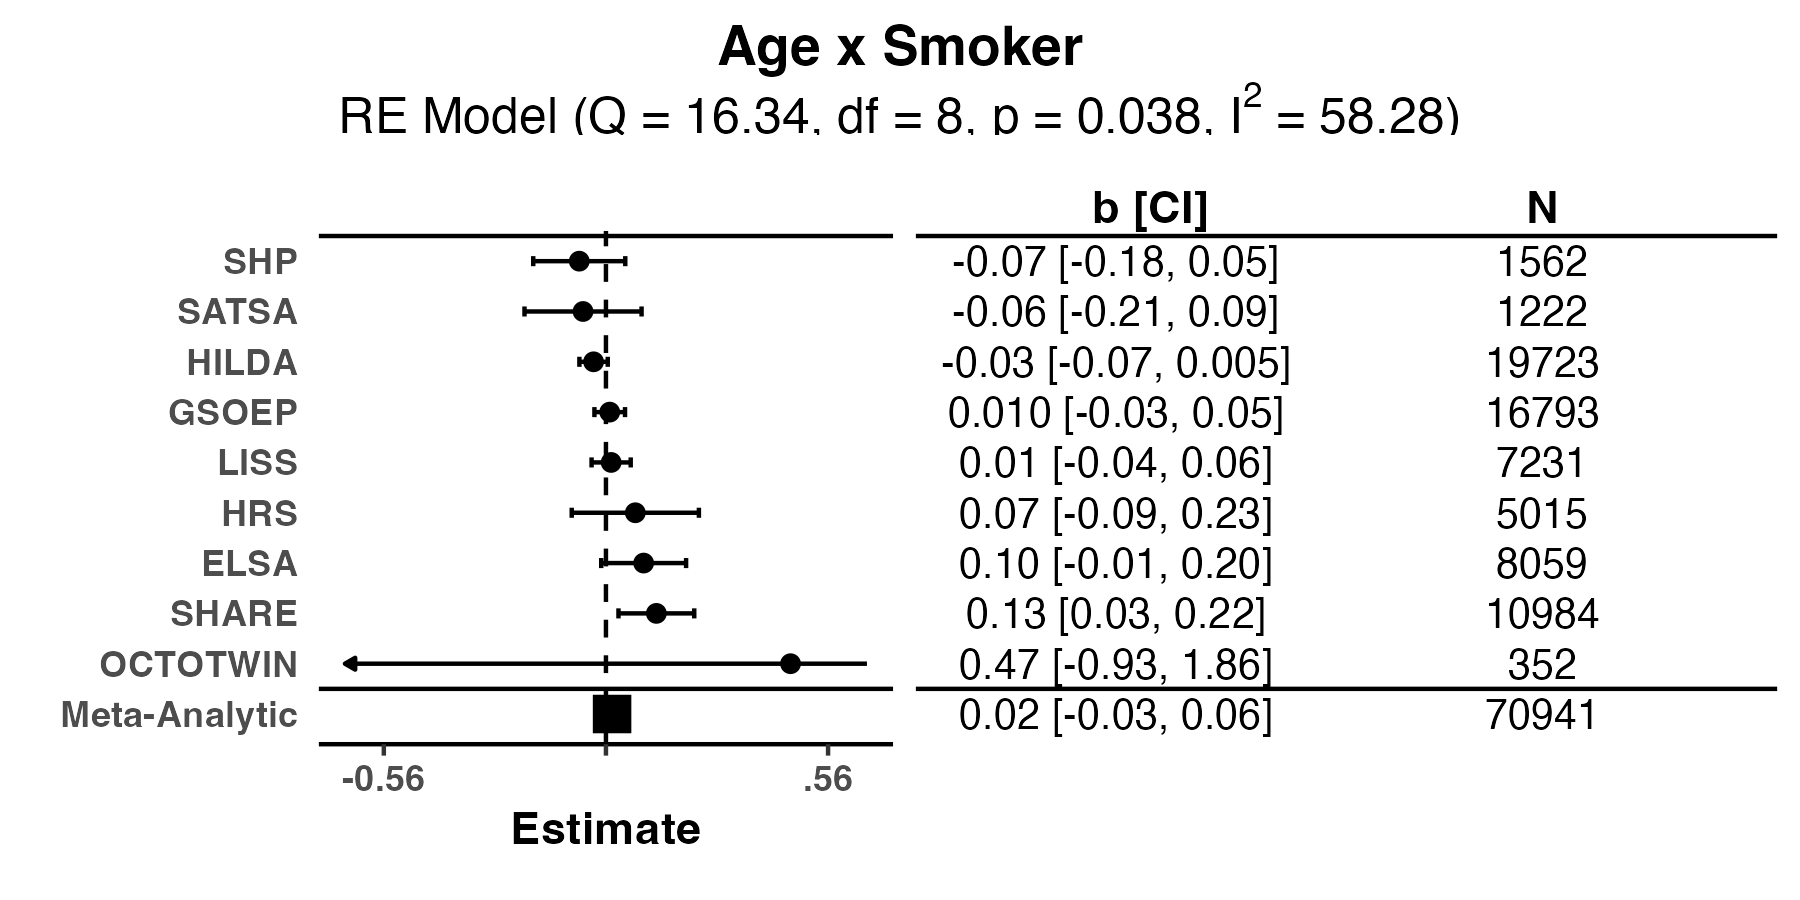 Age x Smoker
RE Model (Q = 16.34, df = 8, p = 0.038, I² = 58.28)
b [CI] N
SHP -0.07 [-0.18, 0.05] 1562
SATSA -0.06 [-0.21, 0.09] 1222
HILDA -0.03 [-0.07, 0.005] 19723
GSOEP 0.010 [-0.03, 0.05] 16793
LISS 0.01 [-0.04, 0.06] 7231
HRS 0.07 [-0.09, 0.23] 5015
ELSA 0.10 [-0.01, 0.20] 8059
SHARE 0.13 [0.03, 0.22] 10984
OCTOTWIN 0.47 [-0.93, 1.86] 352
Meta-Analytic 0.02 [-0.03, 0.06] 70941
-0.56 .56
Estimate